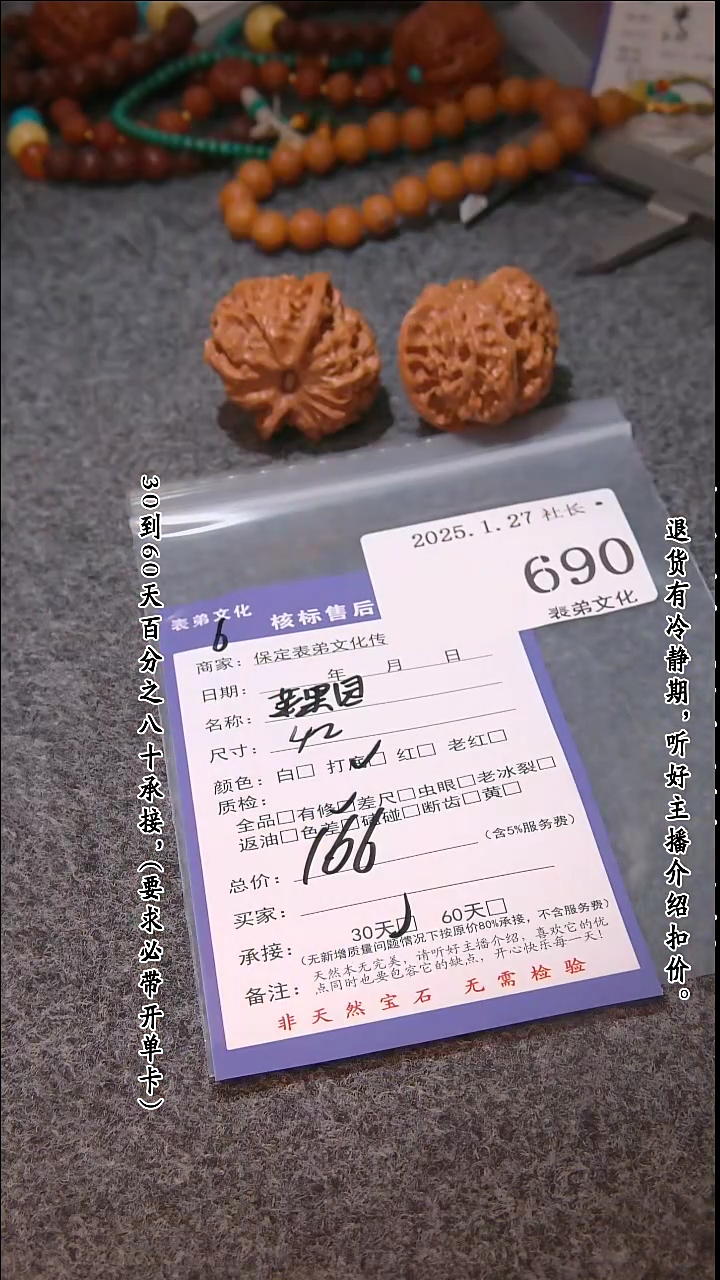 30到60天百分之八十承接，（要求必带开单卡）
退货有冷静期，听好主播介绍扣价。
2025.1.27 社长
690
表弟文化
表弟文化 核标售后
6
商家：保定表弟文化传
日期： 年 月 日
名称：苹果园
尺寸：42
颜色：白□ 打底□ 红□ 老红□
质检：
全品□有修□差尺□虫眼□老冰裂□
返油□色差□磕碰□断齿□黄□
总价：166（含5%服务费）
买家：
承接：30天□ 60天□
（无新增质量问题情况下按原价80%承接，不含服务费）
备注：天然本无完美，请听好主播介绍，喜欢它的优
点同时也要包容它的缺点，开心快乐每一天！
非天然宝石 无需检验